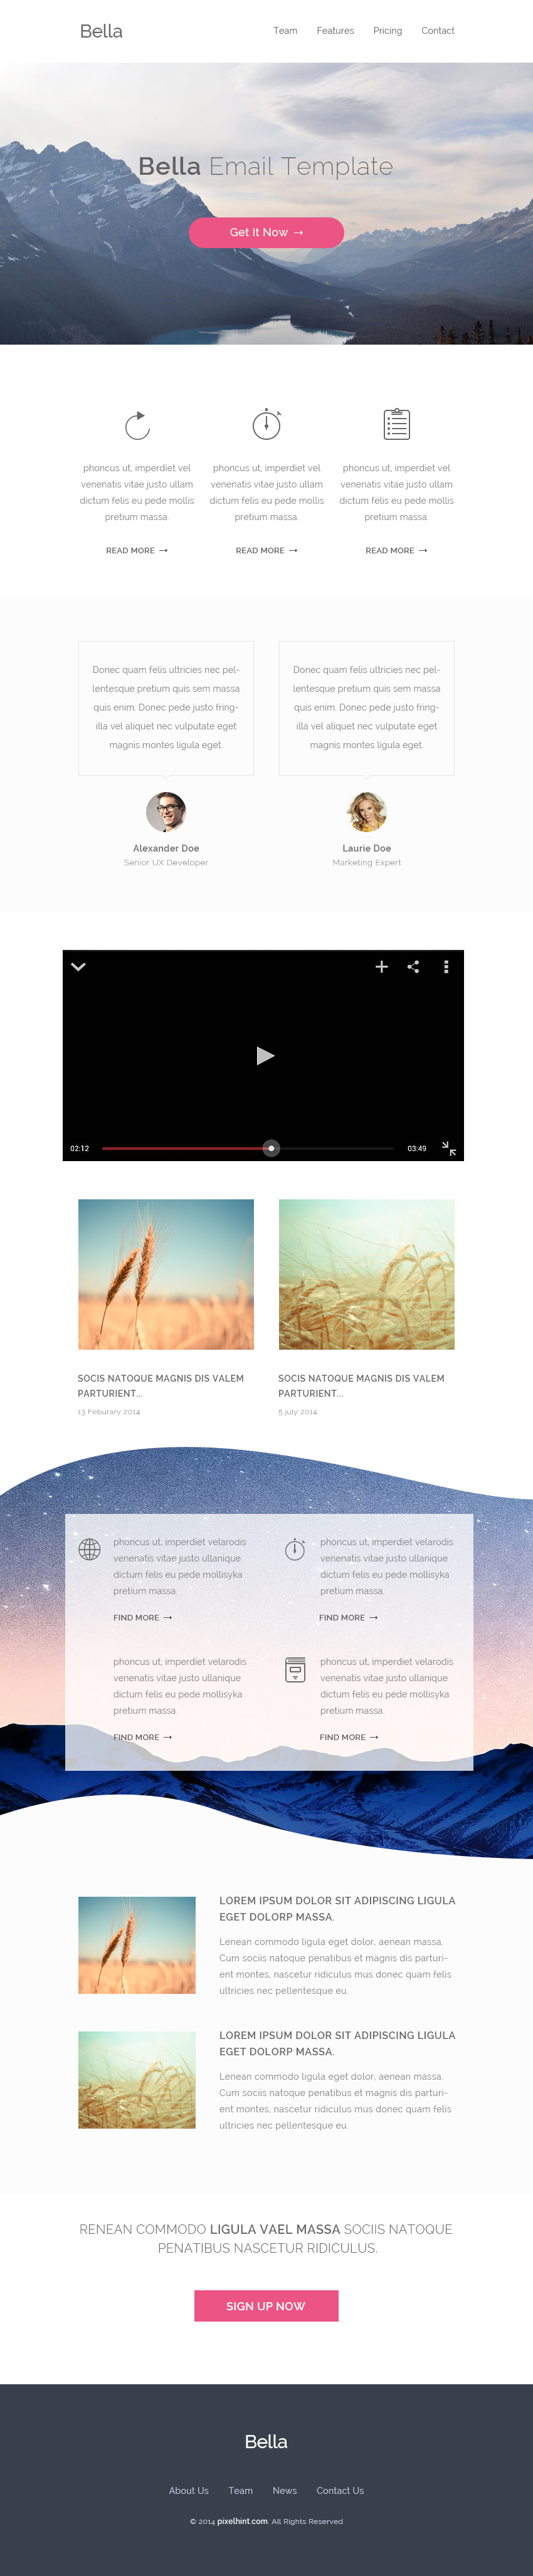 Bella
Team Features Pricing Contact
Bella Email Template
Get It Now →
phoncus ut, imperdiet vel
venenatis vitae justo ullam
dictum felis eu pede mollis
pretium massa.
READ MORE →
phoncus ut, imperdiet vel
venenatis vitae justo ullam
dictum felis eu pede mollis
pretium massa.
READ MORE →
phoncus ut, imperdiet vel
venenatis vitae justo ullam
dictum felis eu pede mollis
pretium massa.
READ MORE →
Donec quam felis ultricies nec pel-
lentesque pretium quis sem massa
quis enim. Donec pede justo fring-
illa vel aliquet nec vulputate eget
magnis montes ligula eget.
Alexander Doe
Senior UX Developer
Donec quam felis ultricies nec pel-
lentesque pretium quis sem massa
quis enim. Donec pede justo fring-
illa vel aliquet nec vulputate eget
magnis montes ligula eget.
Laurie Doe
Marketing Expert
02:12 03:49
SOCIS NATOQUE MAGNIS DIS VALEM
PARTURIENT...
13 Feburary 2014
SOCIS NATOQUE MAGNIS DIS VALEM
PARTURIENT...
5 july 2014
phoncus ut, imperdiet velarodis
venenatis vitae justo ullanique
dictum felis eu pede mollisyka
pretium massa.
FIND MORE →
phoncus ut, imperdiet velarodis
venenatis vitae justo ullanique
dictum felis eu pede mollisyka
pretium massa.
FIND MORE →
phoncus ut, imperdiet velarodis
venenatis vitae justo ullanique
dictum felis eu pede mollisyka
pretium massa.
FIND MORE →
phoncus ut, imperdiet velarodis
venenatis vitae justo ullanique
dictum felis eu pede mollisyka
pretium massa.
FIND MORE →
LOREM IPSUM DOLOR SIT ADIPISCING LIGULA
EGET DOLORP MASSA.
Lenean commodo ligula eget dolor, aenean massa.
Cum sociis natoque penatibus et magnis dis parturi-
ent montes, nascetur ridiculus mus donec quam felis
ultricies nec pellentesque eu.
LOREM IPSUM DOLOR SIT ADIPISCING LIGULA
EGET DOLORP MASSA.
Lenean commodo ligula eget dolor, aenean massa.
Cum sociis natoque penatibus et magnis dis parturi-
ent montes, nascetur ridiculus mus donec quam felis
ultricies nec pellentesque eu.
RENEAN COMMODO LIGULA VAEL MASSA SOCIIS NATOQUE
PENATIBUS NASCETUR RIDICULUS.
SIGN UP NOW
Bella
About Us Team News Contact Us
© 2014 pixelhint.com. All Rights Reserved